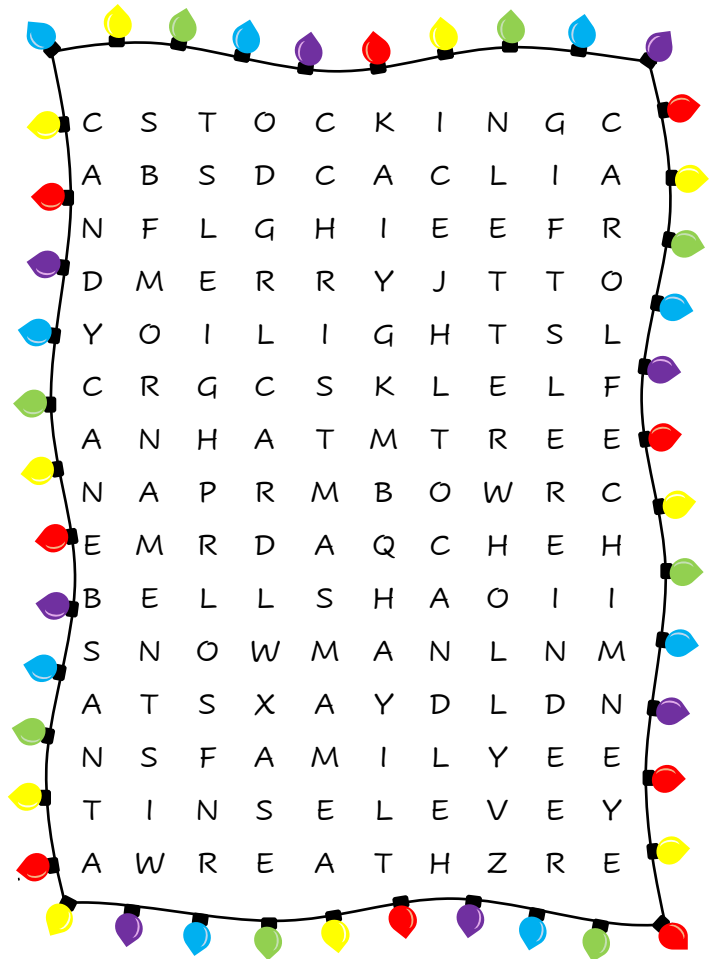 C S T O C K I N G C
A B S D C A C L I A
N F L G H I E E F R
D M E R R Y J T T O
Y O I L I G H T S L
C R G C S K L E L F
A N H A T M T R E E
N A P R M B O W R C
E M R D A Q C H E H
B E L L S H A O I I
S N O W M A N L N M
A T S X A Y D L D N
N S F A M I L Y E E
T I N S E L E V E Y
A W R E A T H Z R E